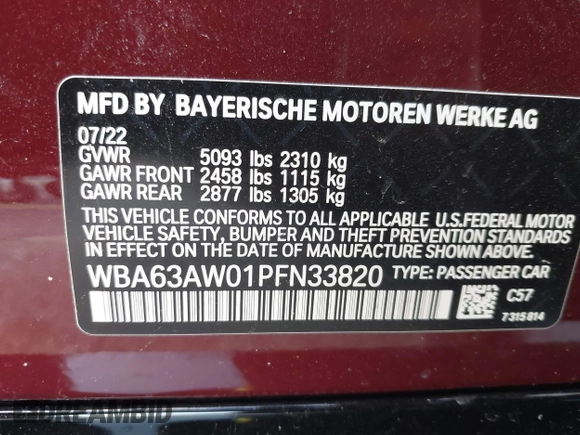 MFD BY BAYERISCHE MOTOREN WERKE AG
07/22
GVWR 5093 lbs 2310 kg
GAWR FRONT 2458 lbs 1115 kg
GAWR REAR 2877 lbs 1305 kg
THIS VEHICLE CONFORMS TO ALL APPLICABLE U.S.FEDERAL MOTOR
VEHICLE SAFETY, BUMPER AND THEFT PREVENTION STANDARDS
IN EFFECT ON THE DATE OF MANUFACTURE SHOWN ABOVE.
WBA63AW01PFN33820 TYPE: PASSENGER CAR
C57
7315814
DREAMBID